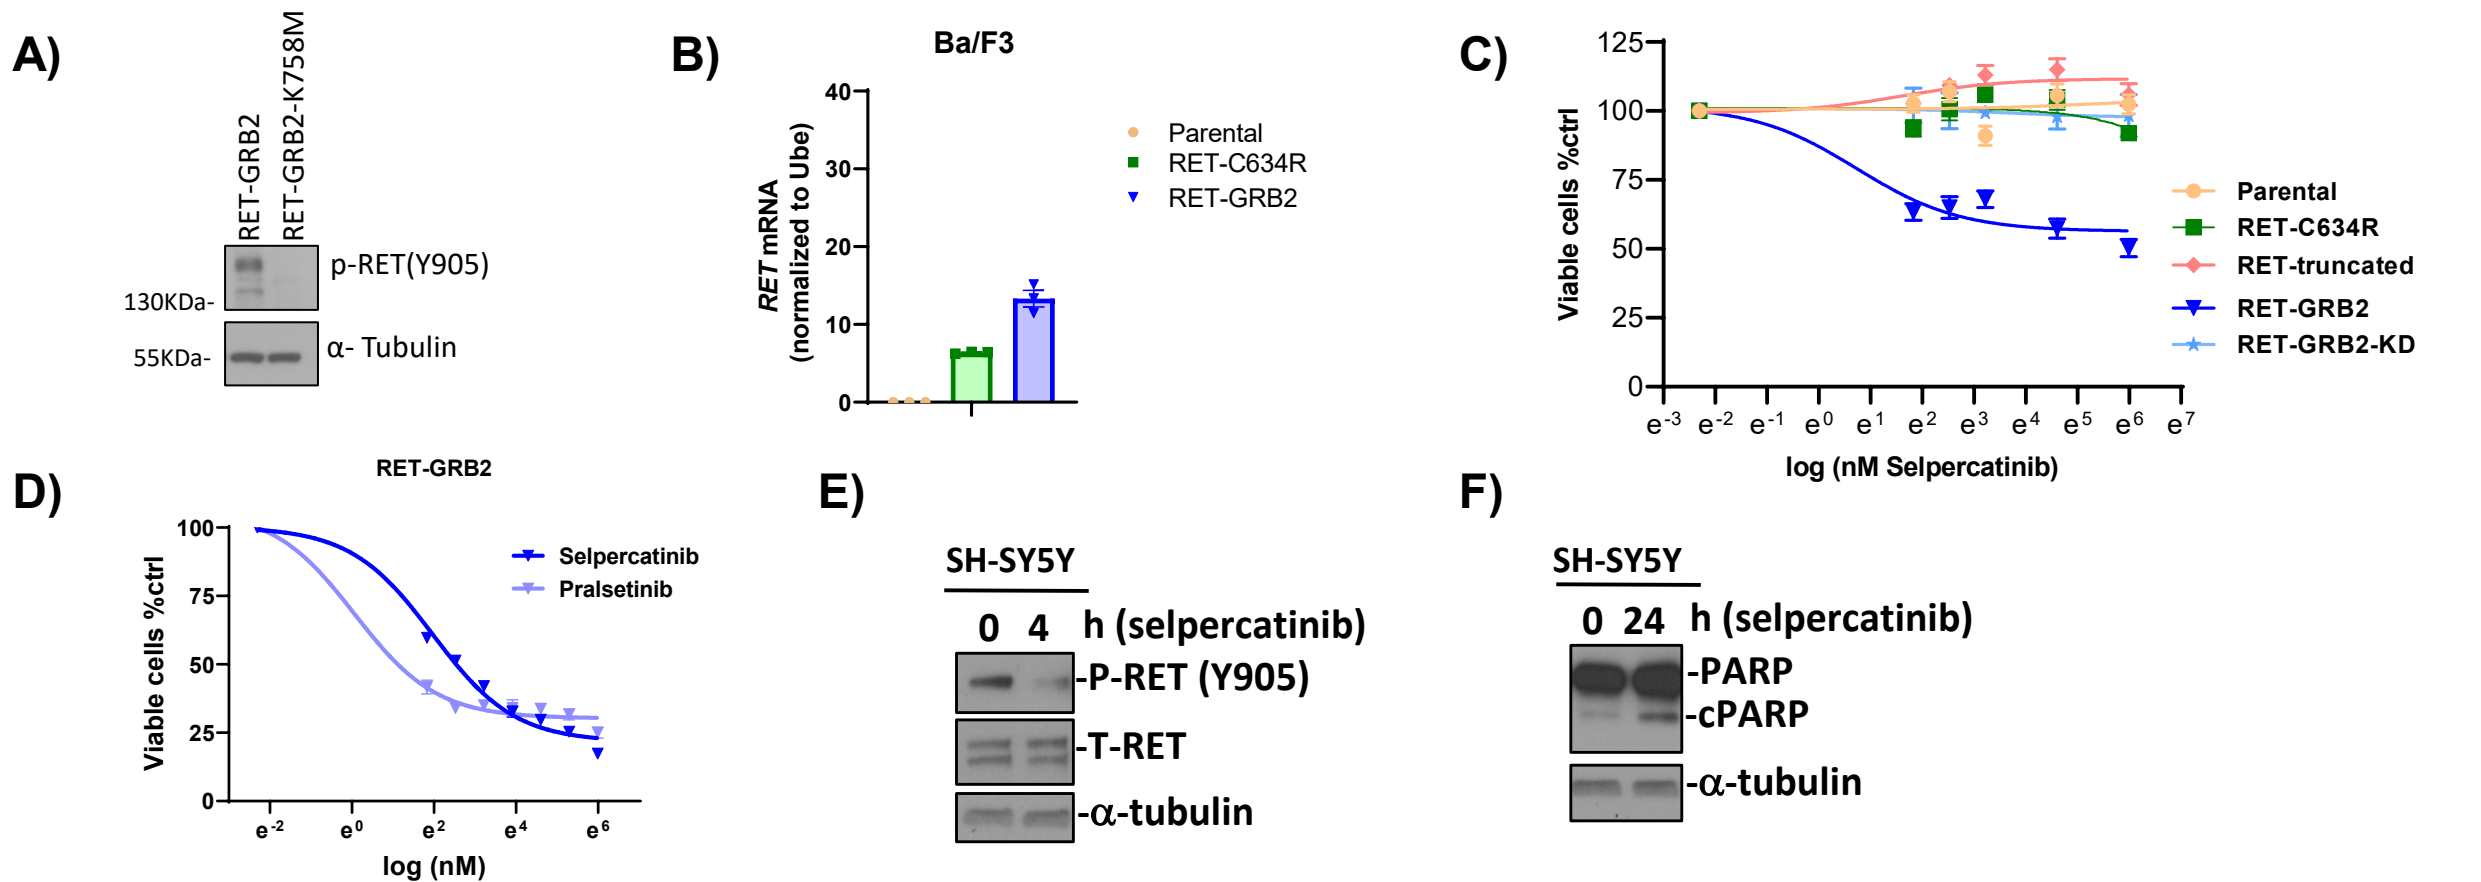 A)
RET-GRB2
RET-GRB2-K758M
p-RET(Y905)
130KDa-
55KDa-
α- Tubulin
B)
Ba/F3
RET mRNA
(normalized to Ube)
40
30
20
10
0
Parental
RET-C634R
RET-GRB2
C)
Viable cells %ctrl
125
100
75
50
25
0
e-3 e-2 e-1 e0 e1 e2 e3 e4 e5 e6 e7
log (nM Selpercatinib)
Parental
RET-C634R
RET-truncated
RET-GRB2
RET-GRB2-KD
D)
RET-GRB2
Viable cells %ctrl
100
75
50
25
0
e-2 e0 e2 e4 e6
log (nM)
Selpercatinib
Pralsetinib
E)
SH-SY5Y
0 4 h (selpercatinib)
-P-RET (Y905)
-T-RET
-α-tubulin
F)
SH-SY5Y
0 24 h (selpercatinib)
-PARP
-cPARP
-α-tubulin